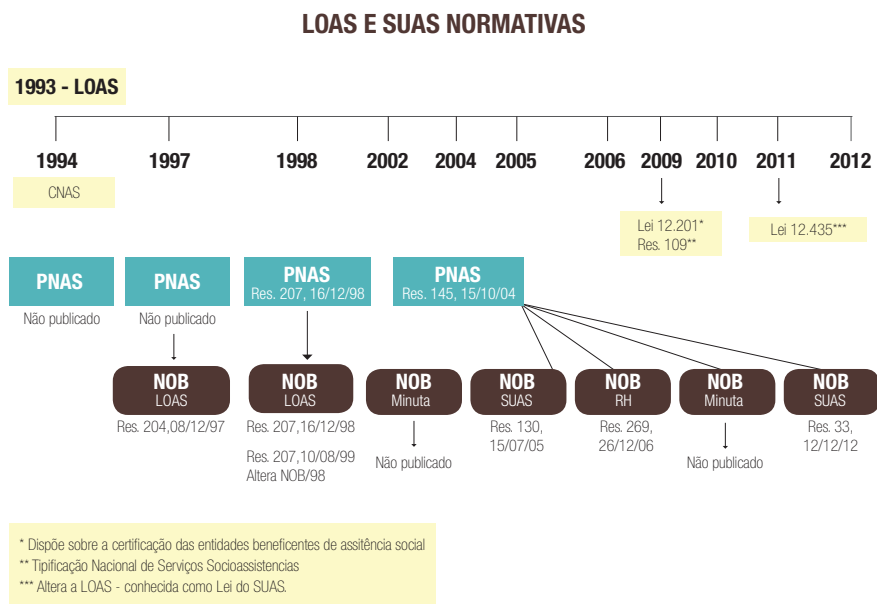 LOAS E SUAS NORMATIVAS
1993 - LOAS
1994 1997 1998 2002 2004 2005 2006 2009 2010 2011 2012
CNAS
Lei 12.201*
Res. 109**
Lei 12.435***
PNAS
Não publicado
PNAS
Não publicado
PNAS
Res. 207, 16/12/98
PNAS
Res. 145, 15/10/04
NOB
LOAS
Res. 204,08/12/97
NOB
LOAS
Res. 207,16/12/98
Res. 207,10/08/99
Altera NOB/98
NOB
Minuta
Não publicado
NOB
SUAS
Res. 130,
15/07/05
NOB
RH
Res. 269,
26/12/06
NOB
Minuta
Não publicado
NOB
SUAS
Res. 33,
12/12/12
* Dispõe sobre a certificação das entidades beneficentes de assitência social
** Tipificação Nacional de Serviços Socioassistencias
*** Altera a LOAS - conhecida como Lei do SUAS.